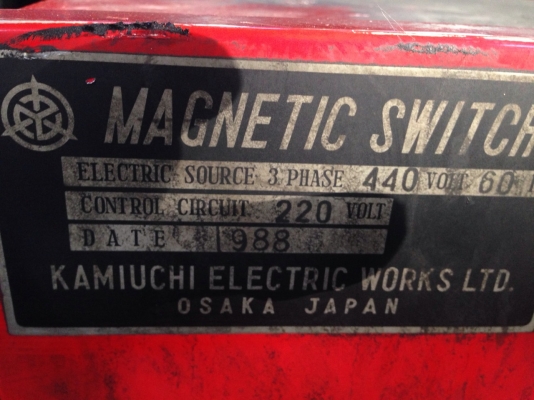 MAGNETIC SWITCH
ELECTRIC SOURCE 3 PHASE 440 VOLT 60
CONTROL CIRCUIT 220 VOLT
DATE 1988
KAMIUCHI ELECTRIC WORKS LTD.
OSAKA JAPAN